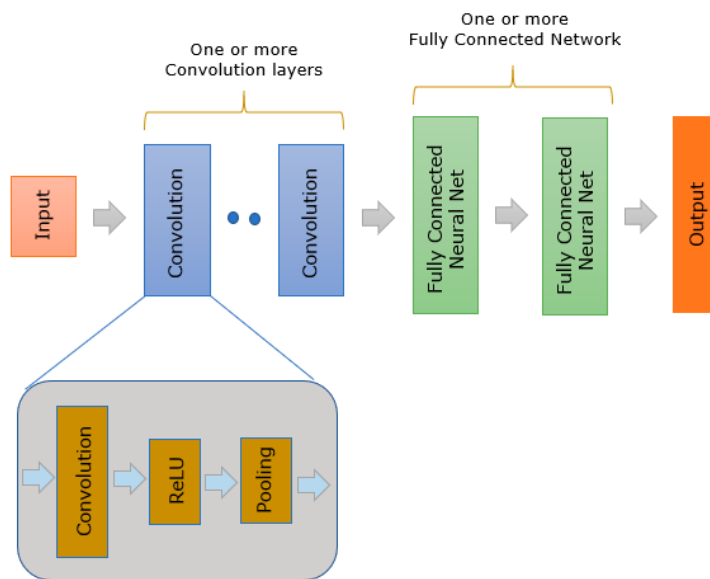 One or more
Convolution layers
One or more
Fully Connected Network
Input
Convolution
Convolution
Fully Connected
Neural Net
Fully Connected
Neural Net
Output
Convolution
ReLU
Pooling